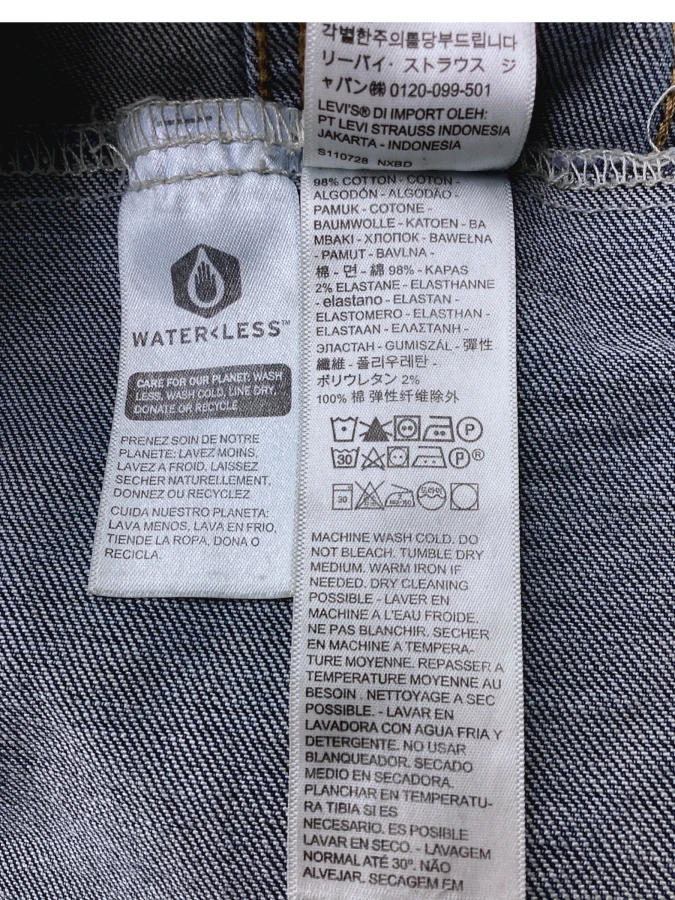 각별한주의를당부드립니다
リーバイ・ストラウス ジ
ャパン㈱ 0120-099-501
LEVI'S® DI IMPORT OLEH:
PT LEVI STRAUSS INDONESIA
JAKARTA - INDONESIA
S110728 NXBD
98% COTTON - COTON -
ALGODÓN - ALGODÃO -
PAMUK - COTONE -
BAUMWOLLE - KATOEN - BA
MBAKI - ХЛОПОК - BAWEŁNA
- PAMUT - BAVLNA -
棉 - 면 - 綿 98% - KAPAS
2% ELASTANE - ELASTHANNE
- elastano - ELASTAN -
ELASTOMERO - ELASTHAN -
ELASTAAN - ΕΛΑΣΤΑΝΗ -
ЭЛАСТАН - GUMISZÁL - 彈性
纖維 - 폴리우레탄 -
ポリウレタン 2%
100% 棉 弹性纤维除外
P
30 P®
30
WATER<LESS™
CARE FOR OUR PLANET: WASH
LESS, WASH COLD, LINE DRY,
DONATE OR RECYCLE
PRENEZ SOIN DE NOTRE
PLANETE: LAVEZ MOINS,
LAVEZ A FROID, LAISSEZ
SECHER NATURELLEMENT,
DONNEZ OU RECYCLEZ
CUIDA NUESTRO PLANETA:
LAVA MENOS, LAVA EN FRIO,
TIENDE LA ROPA, DONA O
RECICLA.
MACHINE WASH COLD. DO
NOT BLEACH. TUMBLE DRY
MEDIUM. WARM IRON IF
NEEDED. DRY CLEANING
POSSIBLE - LAVER EN
MACHINE A L'EAU FROIDE.
NE PAS BLANCHIR. SECHER
EN MACHINE A TEMPERA-
TURE MOYENNE. REPASSER A
TEMPERATURE MOYENNE AU
BESOIN . NETTOYAGE A SEC
POSSIBLE. - LAVAR EN
LAVADORA CON AGUA FRIA Y
DETERGENTE. NO USAR
BLANQUEADOR. SECADO
MEDIO EN SECADORA.
PLANCHAR EN TEMPERATU-
RA TIBIA SI ES
NECESARIO. ES POSIBLE
LAVAR EN SECO. - LAVAGEM
NORMAL ATÉ 30º. NÃO
ALVEJAR. SECAGEM EM